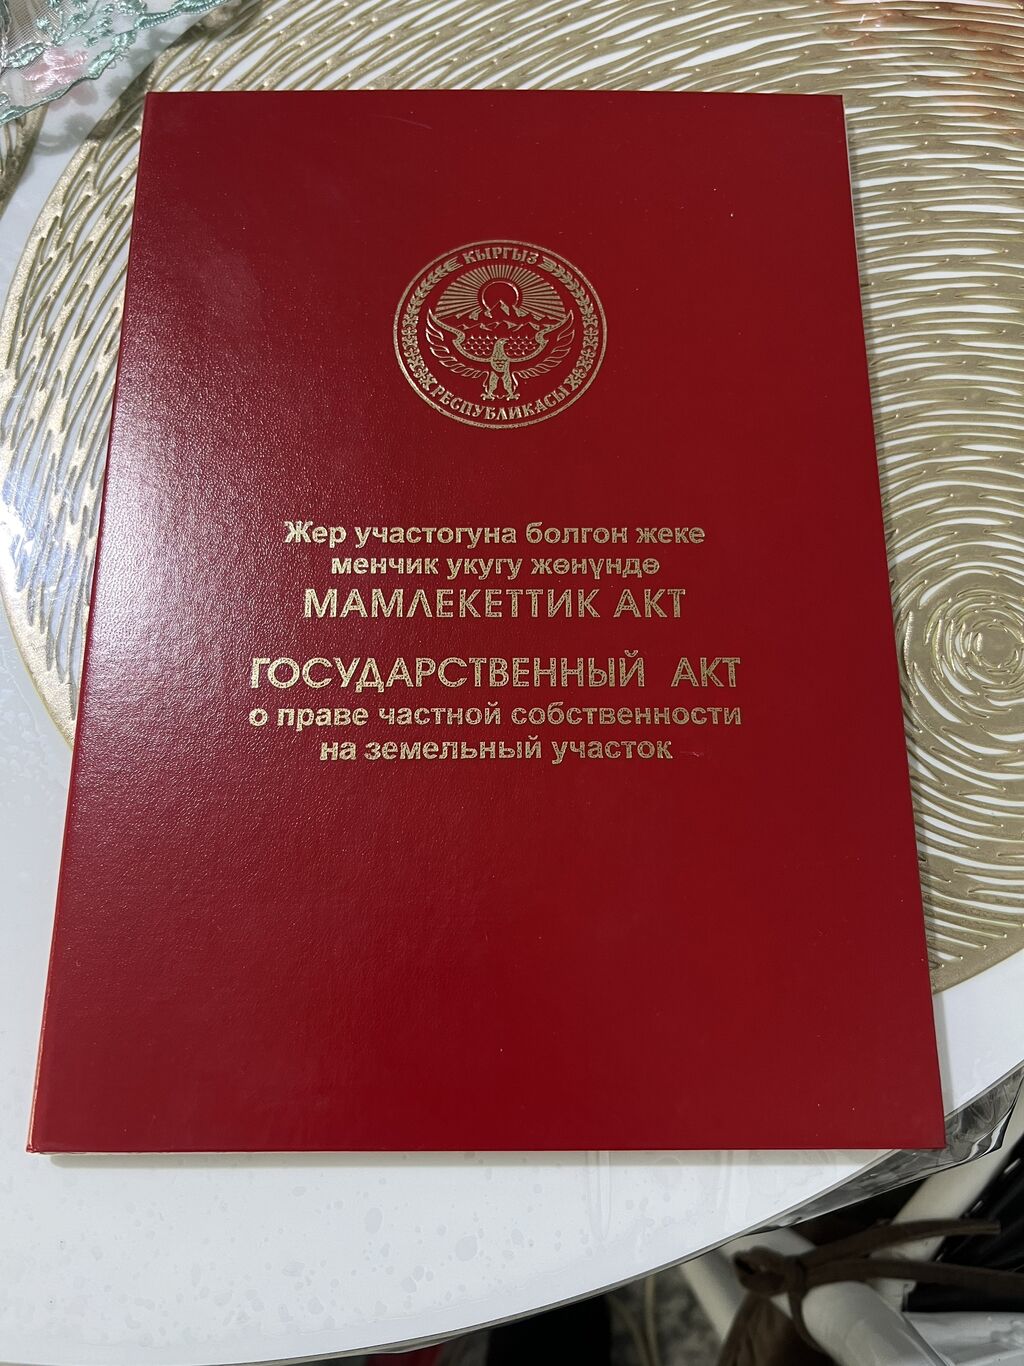 КЫРГЫЗ
РЕСПУБЛИКАСЫ
Жер участогуна болгон жеке
менчик укугу жөнүндө
МАМЛЕКЕТТИК АКТ
ГОСУДАРСТВЕННЫЙ АКТ
о праве частной собственности
на земельный участок